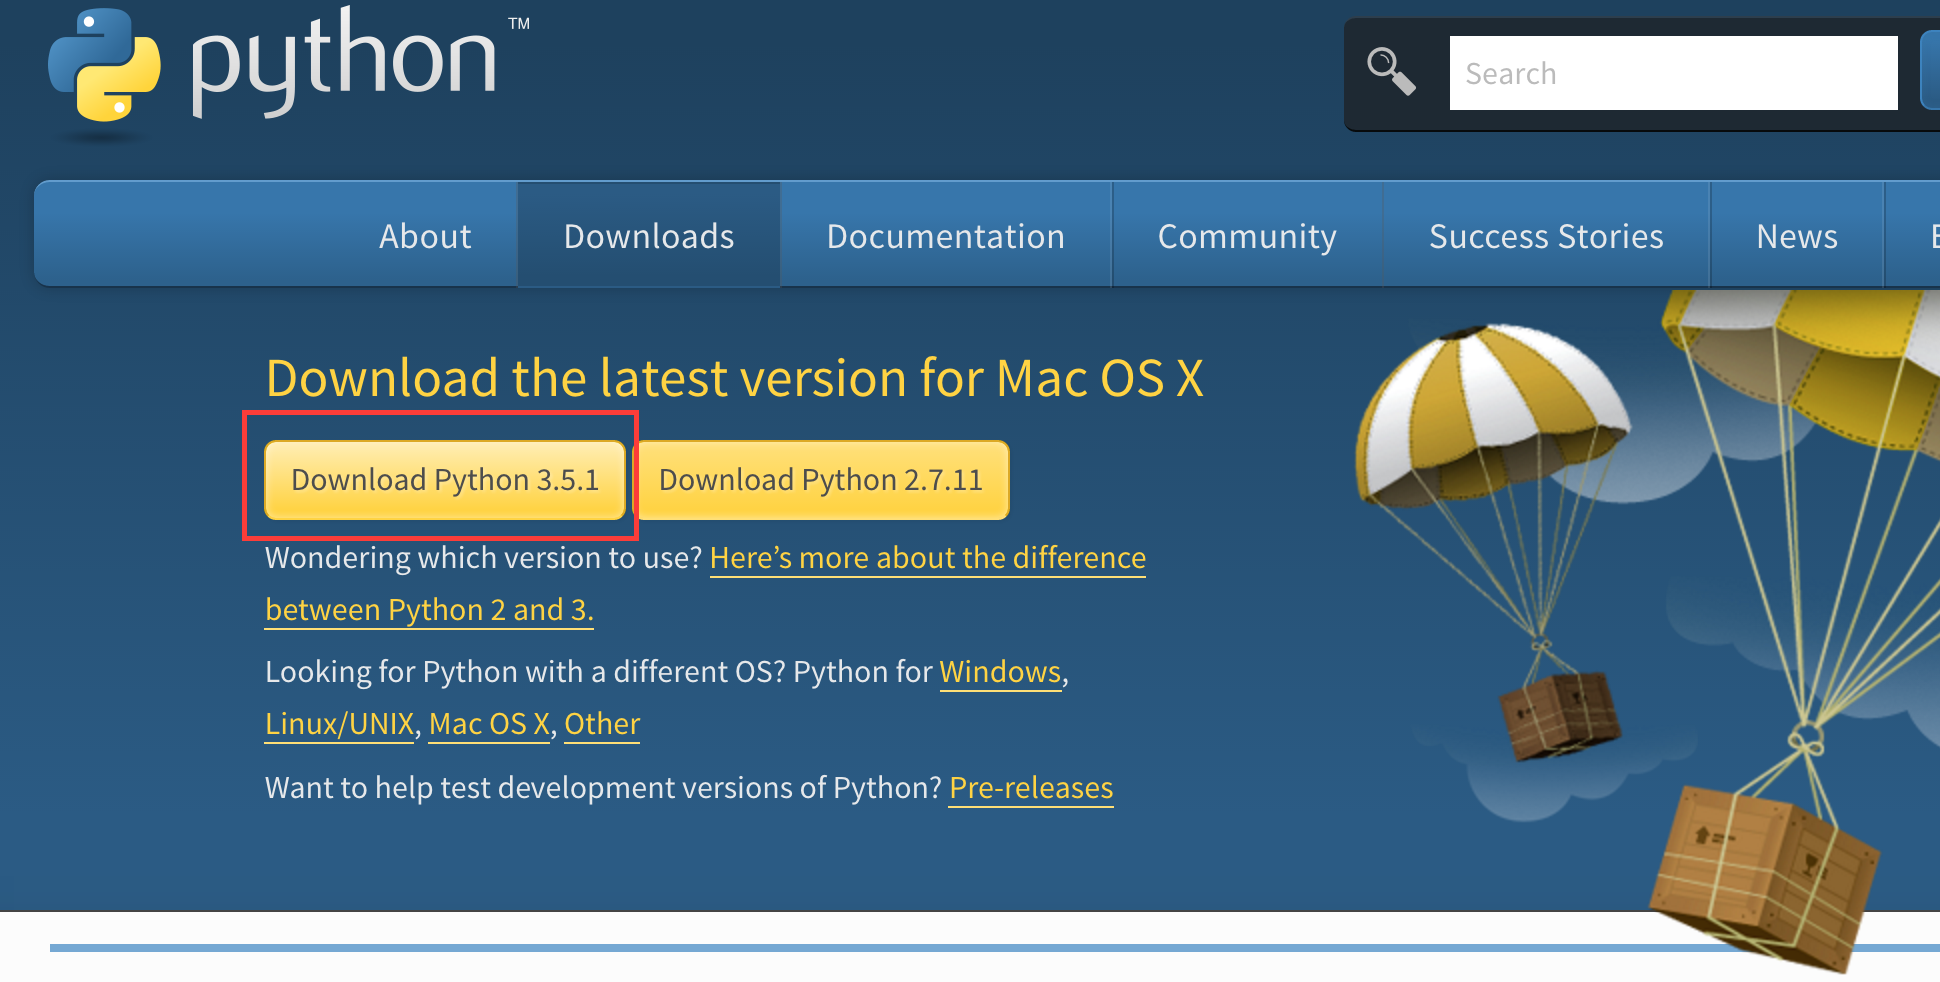 python™
Search
About
Downloads
Documentation
Community
Success Stories
News
Download the latest version for Mac OS X
Download Python 3.5.1
Download Python 2.7.11
Wondering which version to use? Here’s more about the difference
between Python 2 and 3.
Looking for Python with a different OS? Python for Windows,
Linux/UNIX, Mac OS X, Other
Want to help test development versions of Python? Pre-releases